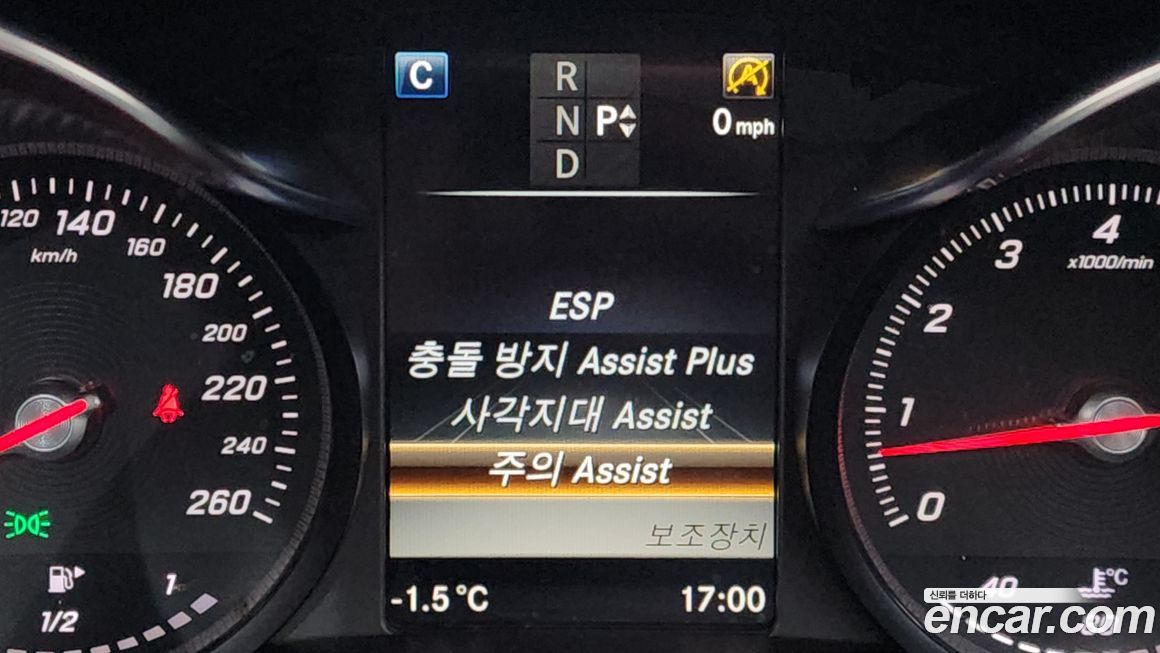 C
R
N P
D
A
0 mph
120 140 160 180 200 220 240 260
km/h
1/2
1
ESP
충돌 방지 Assist Plus
사각지대 Assist
주의 Assist
보조장치
-1.5 °C
17:00
0 1 2 3 4
x1000/min
40
°C
신뢰를 더하다
encar.com